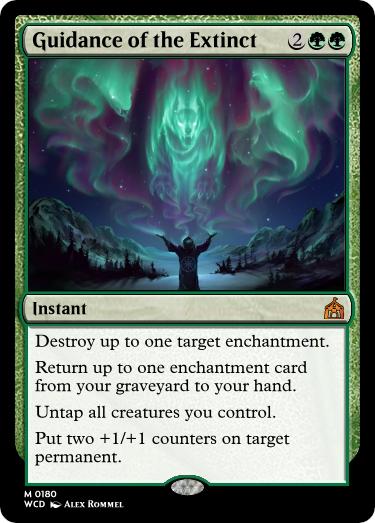 Guidance of the Extinct 2
Instant
Destroy up to one target enchantment.
Return up to one enchantment card
from your graveyard to your hand.
Untap all creatures you control.
Put two +1/+1 counters on target
permanent.
M 0180
WCD Alex Rommel